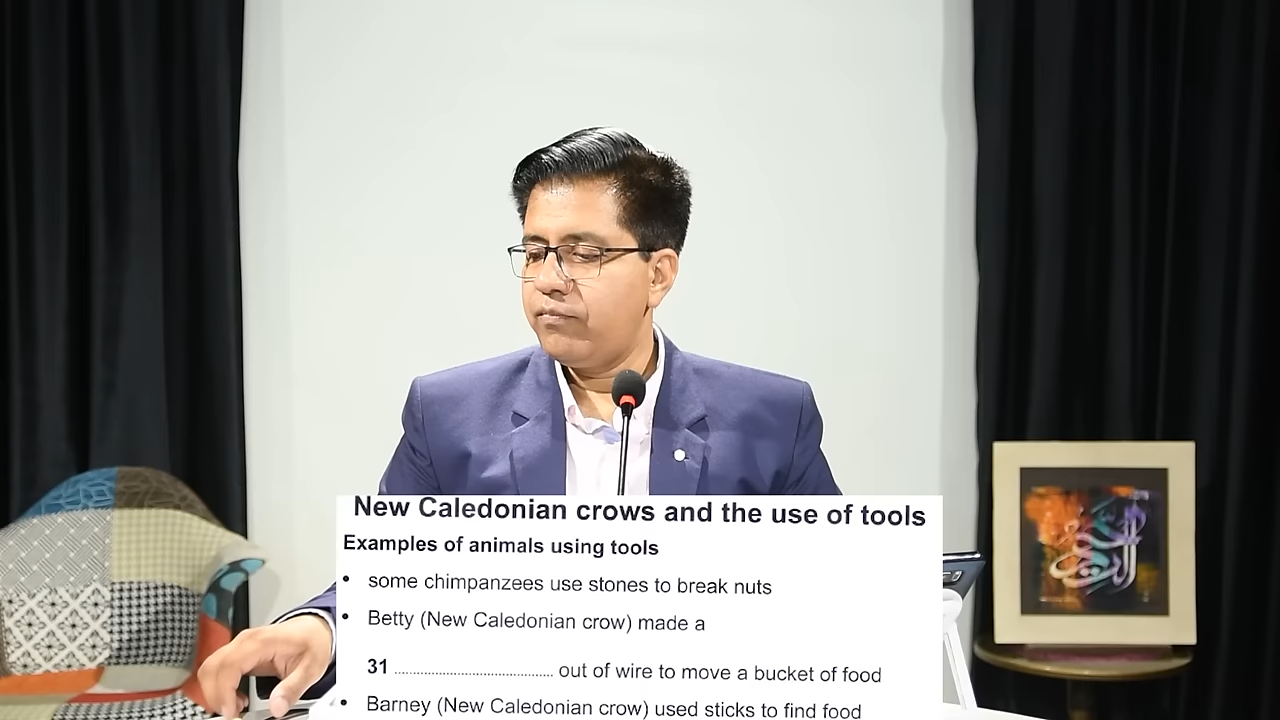 New Caledonian crows and the use of tools
Examples of animals using tools
• some chimpanzees use stones to break nuts
• Betty (New Caledonian crow) made a
31 ................................................ out of wire to move a bucket of food
• Barney (New Caledonian crow) used sticks to find food